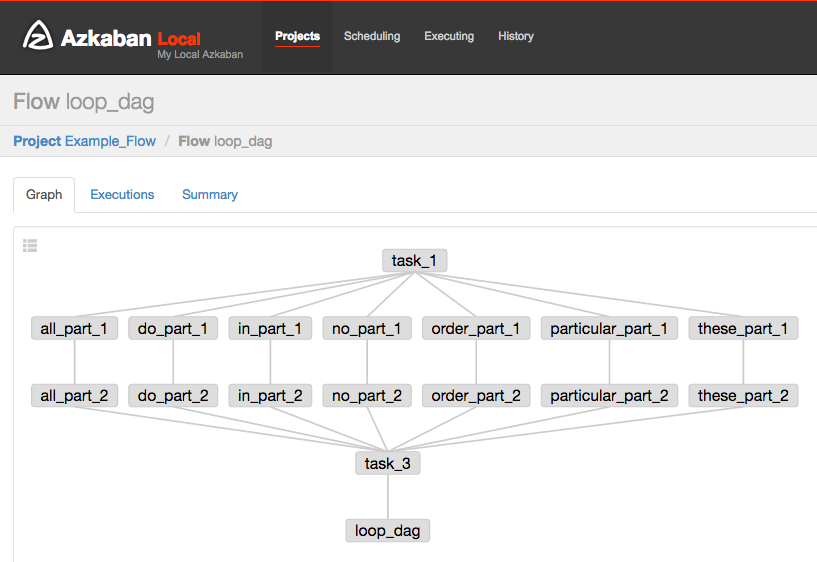 Azkaban Local
My Local Azkaban
Projects Scheduling Executing History
Flow loop_dag
Project Example_Flow / Flow loop_dag
Graph Executions Summary
task_1
all_part_1 do_part_1 in_part_1 no_part_1 order_part_1 particular_part_1 these_part_1
all_part_2 do_part_2 in_part_2 no_part_2 order_part_2 particular_part_2 these_part_2
task_3
loop_dag